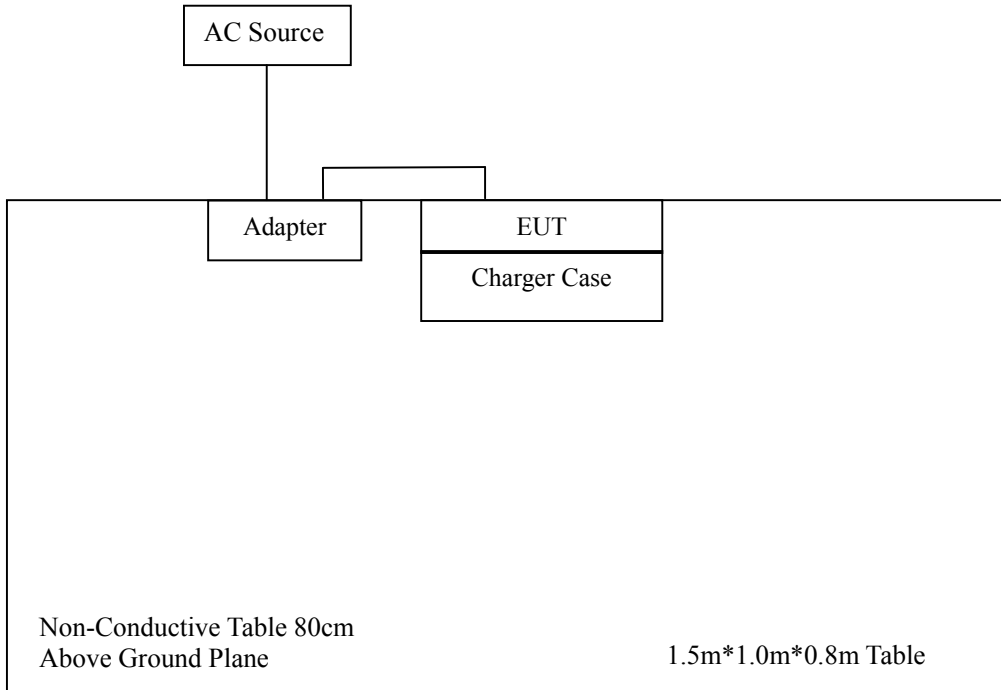 AC Source
Adapter
EUT
Charger Case
Non-Conductive Table 80cm
Above Ground Plane
1.5m*1.0m*0.8m Table